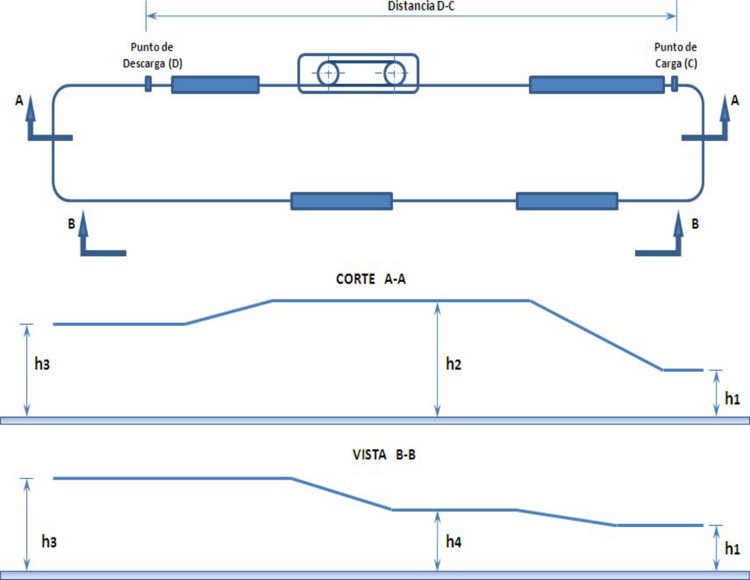 Distancia D-C
Punto de
Descarga (D)
Punto de
Carga (C)
A
A
B
B
CORTE A-A
h3
h2
h1
VISTA B-B
h3
h4
h1